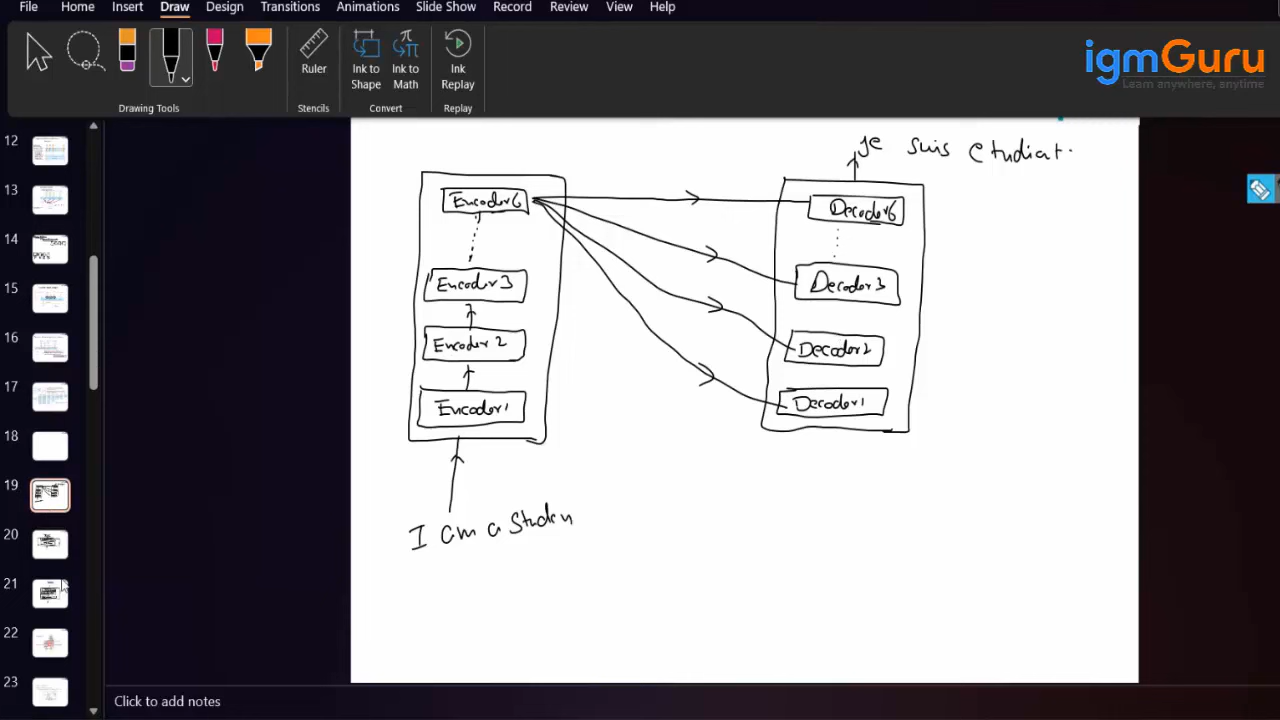 File Home Insert Draw Design Transitions Animations Slide Show Record Review View Help
Ruler
Ink to Shape
Ink to Math
Ink Replay
Drawing Tools
Stencils
Convert
Replay
igmGuru
Learn anywhere, anytime
12
13
14
15
16
17
18
19
20
21
22
23
je suis etudiat.
Encoder6
Encoder3
Encoder2
Encoder1
I am a Studen
Decoder6
Decoder3
Decoder2
Decoder1
Click to add notes